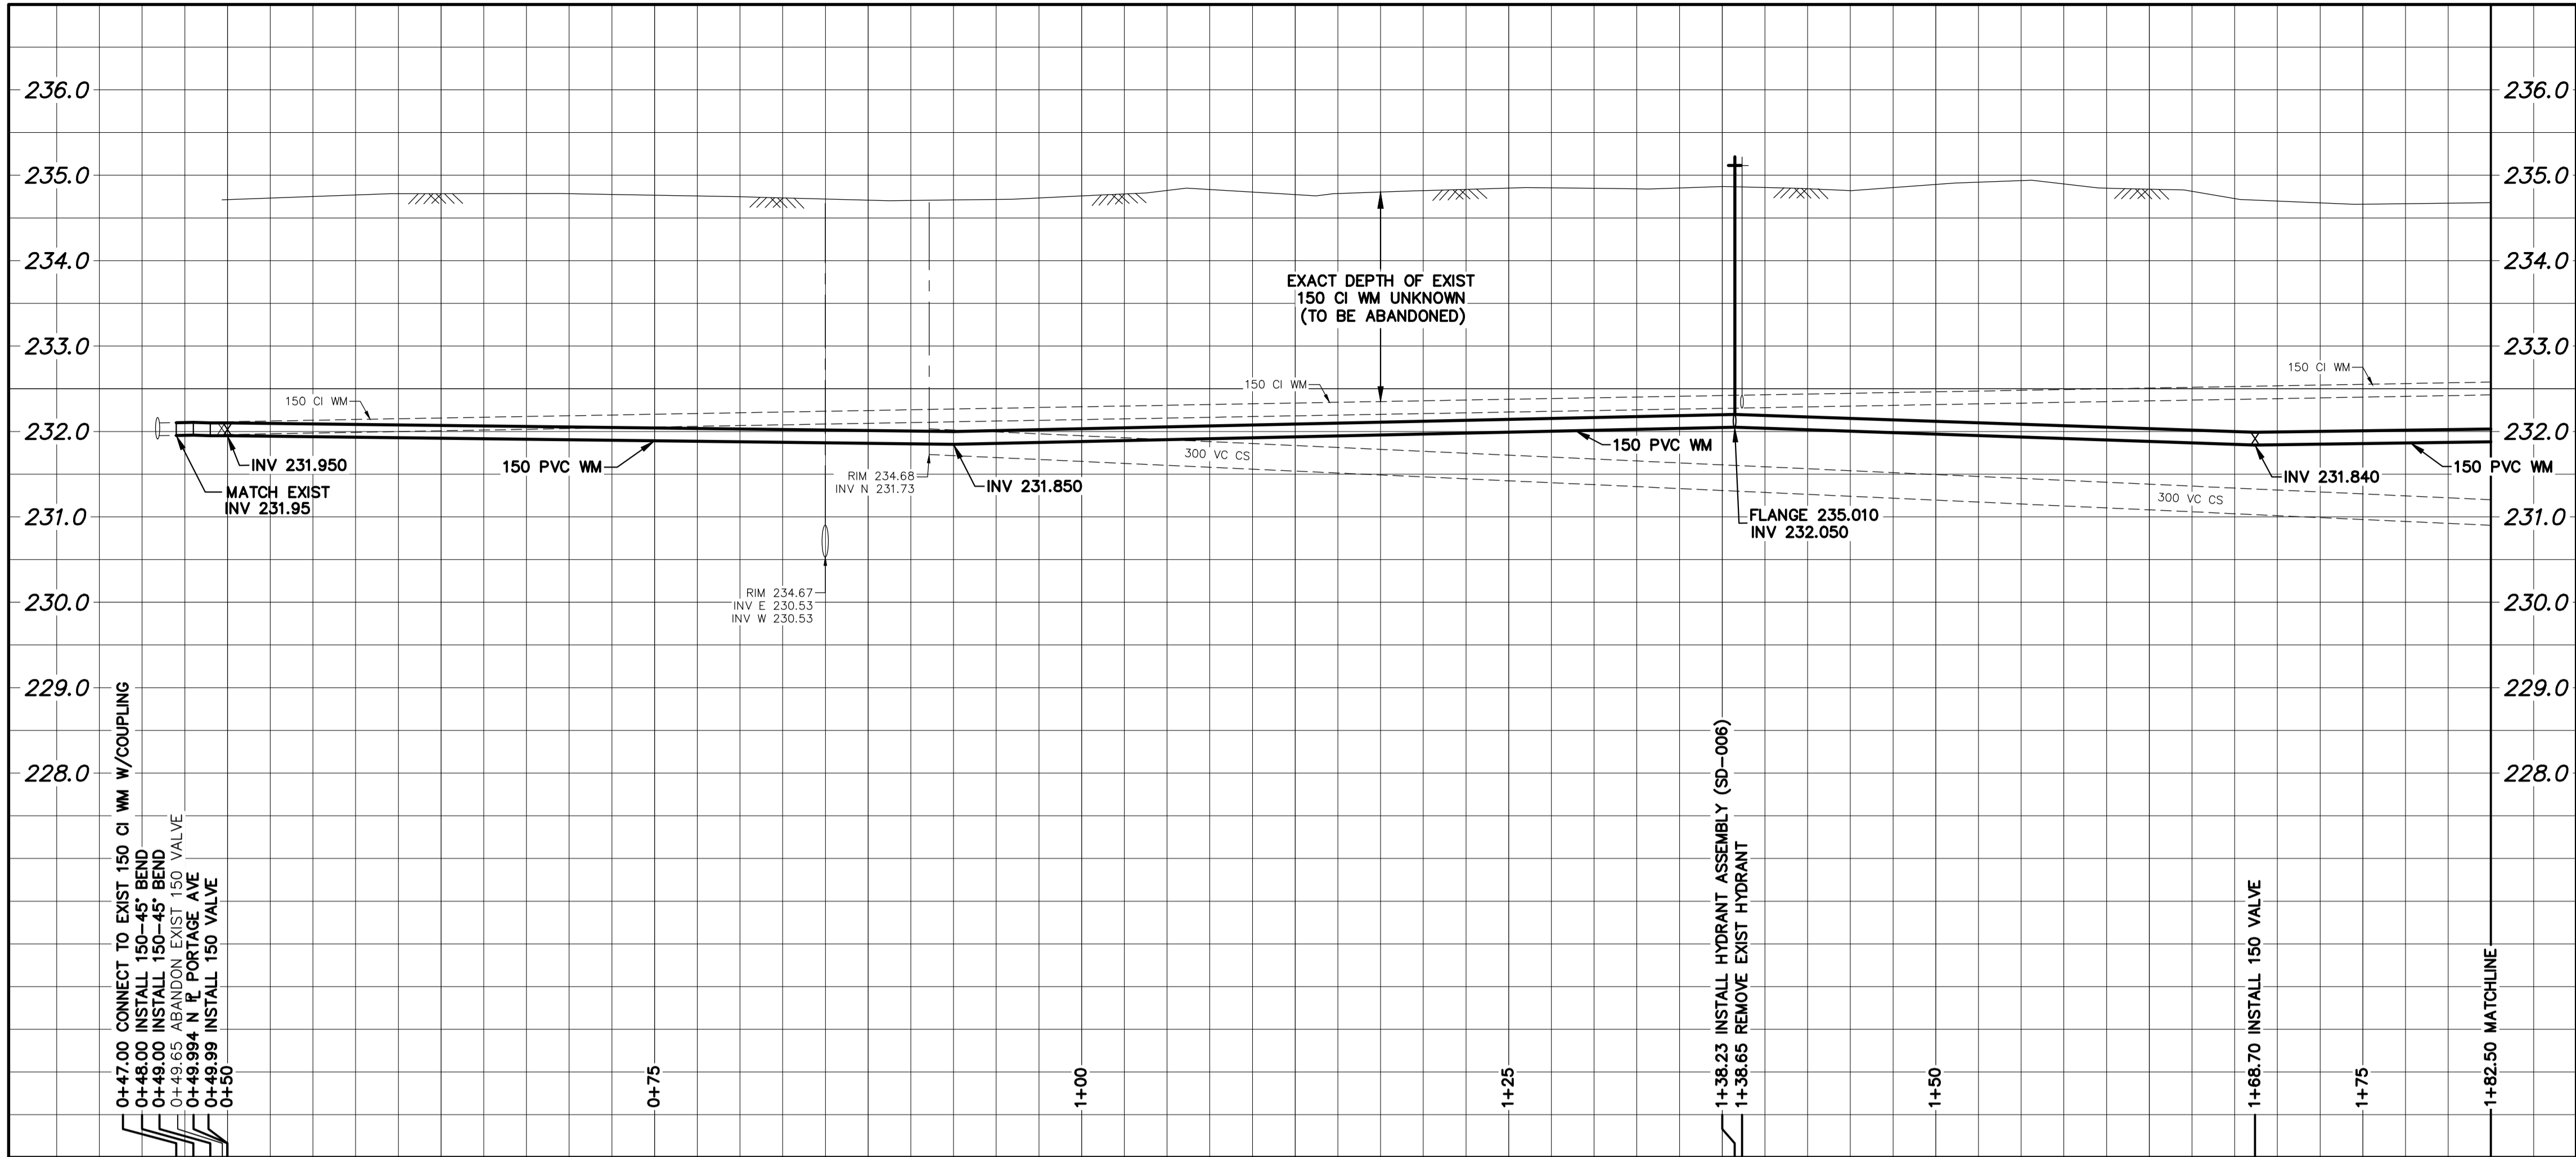 236.0
236.0
235.0
235.0
234.0
234.0
EXACT DEPTH OF EXIST
150 CI WM UNKNOWN
(TO BE ABANDONED)
233.0
233.0
150 CI WM
150 CI WM
150 CI WM
232.0
232.0
INV 231.950
150 PVC WM
MATCH EXIST
INV 231.95
RIM 234.68
INV N 231.73
INV 231.850
300 VC CS
150 PVC WM
INV 231.840
150 PVC WM
300 VC CS
231.0
231.0
FLANGE 235.010
INV 232.050
230.0
230.0
RIM 234.67
INV E 230.53
INV W 230.53
229.0
229.0
228.0
228.0
0+47.00 CONNECT TO EXIST 150 CI WM W/COUPLING
0+48.00 INSTALL 150-45° BEND
0+49.00 INSTALL 150-45° BEND
0+49.65 ABANDON EXIST 150 VALVE
0+49.994 N PL PORTAGE AVE
0+49.99 INSTALL 150 VALVE
0+50
0+75
1+00
1+25
1+38.23 INSTALL HYDRANT ASSEMBLY (SD-006)
1+38.65 REMOVE EXIST HYDRANT
1+50
1+68.70 INSTALL 150 VALVE
1+75
1+82.50 MATCHLINE